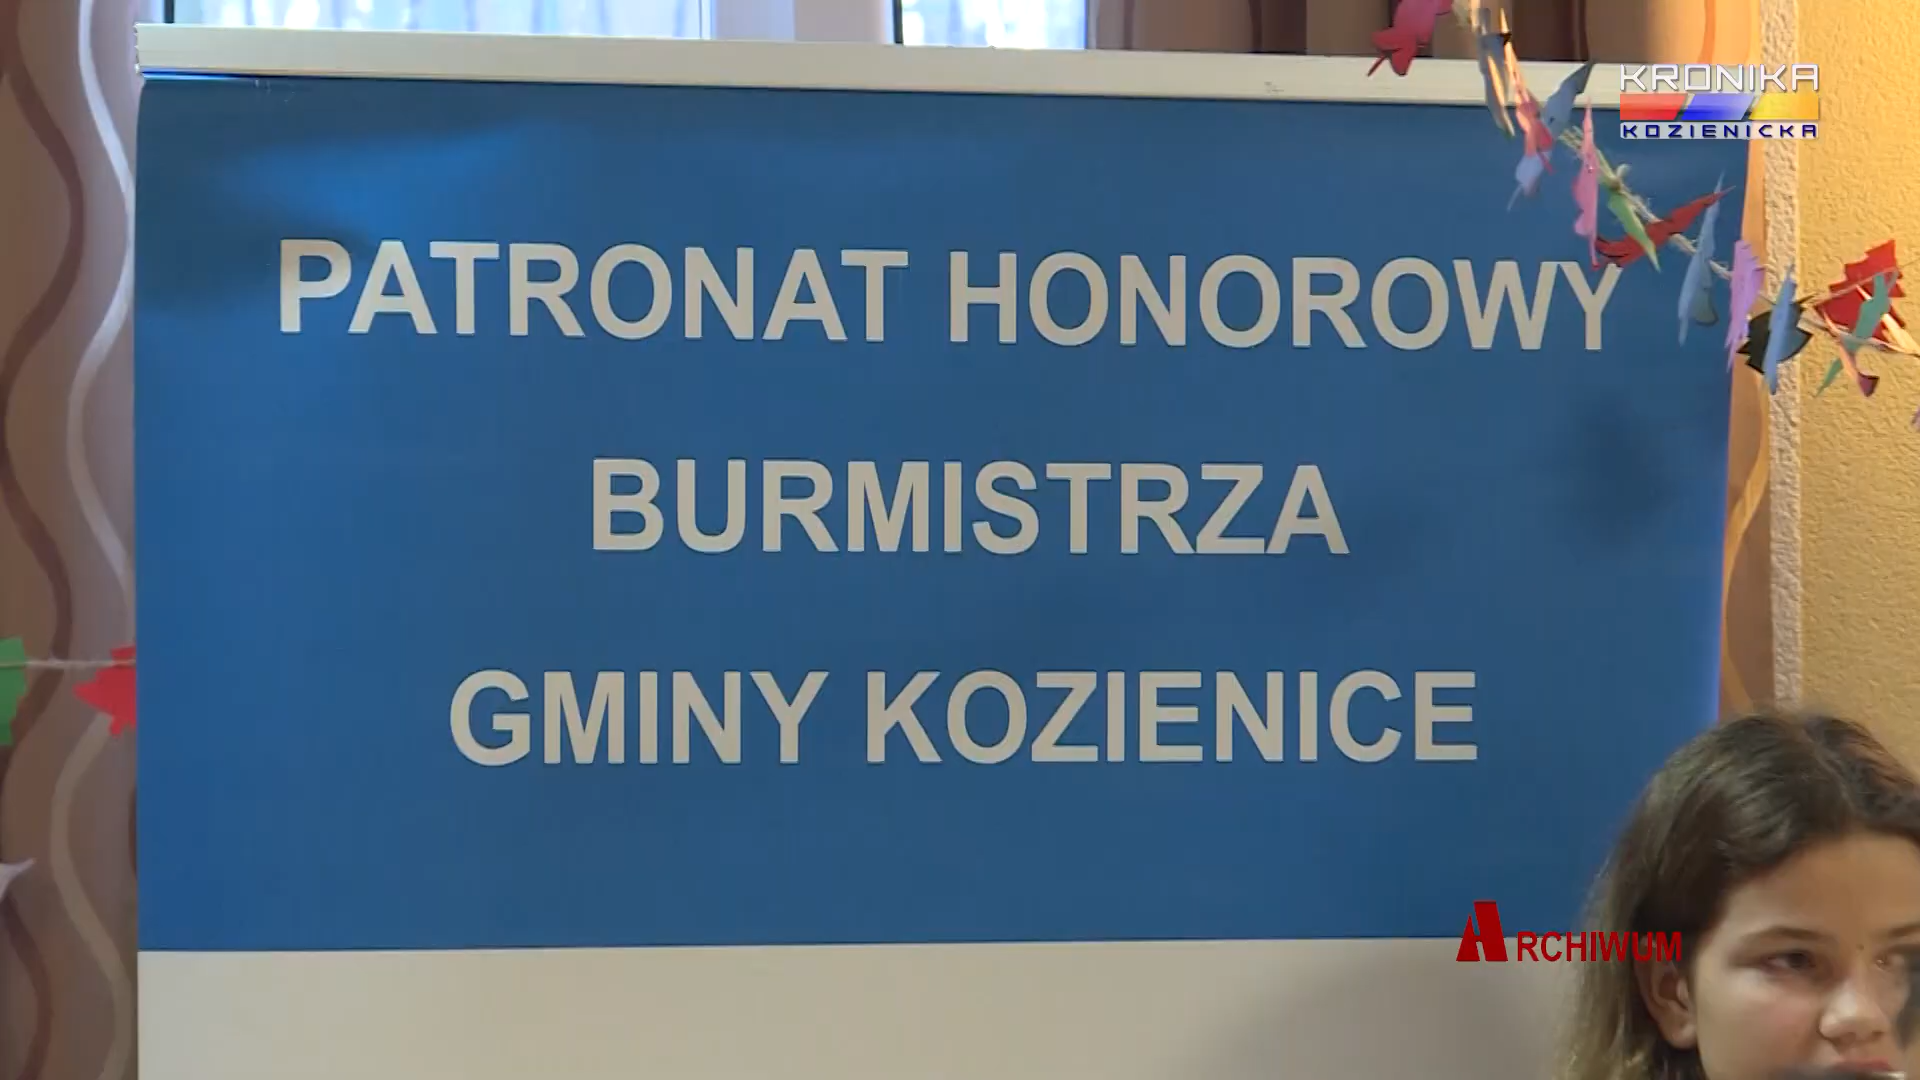 KRONIKA
KOZIENICKA
PATRONAT HONOROWY
BURMISTRZA
GMINY KOZIENICE
ARCHIWUM